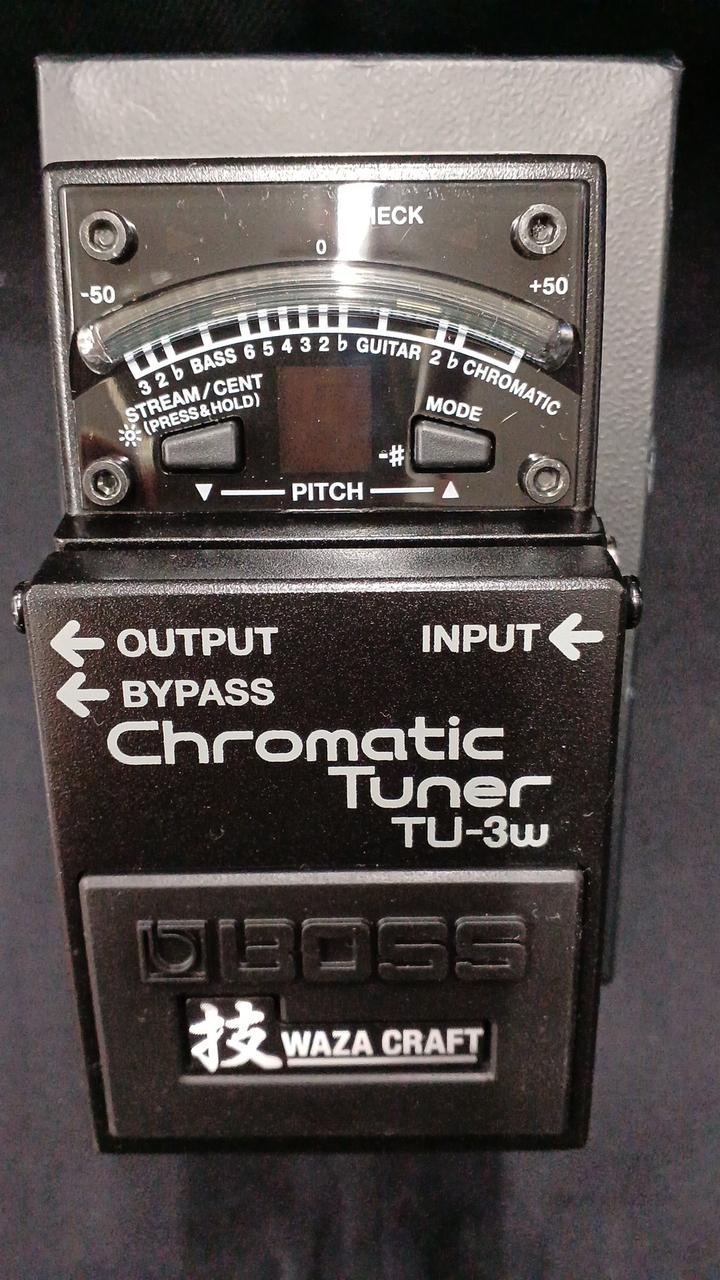 0
-50 +50
3 2 ♭ BASS 6 5 4 3 2 ♭ GUITAR 2 ♭ CHROMATIC
STREAM/CENT
(PRESS&HOLD)
MODE
-#
▼ PITCH ▲
← OUTPUT INPUT ←
← BYPASS
Chromatic
Tuner
TU-3w
BOSS
技 WAZA CRAFT